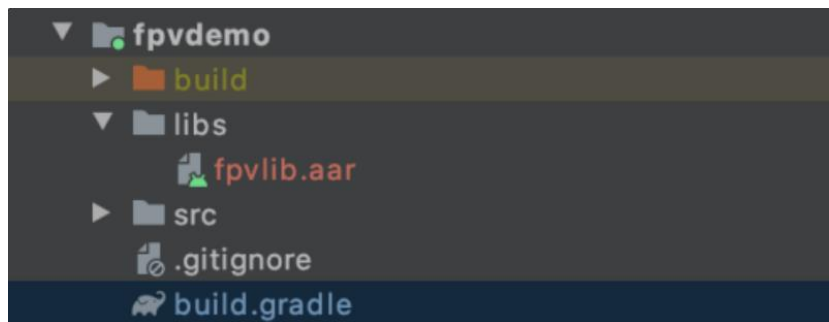 fpvdemo
build
libs
fpvlib.aar
src
.gitignore
build.gradle